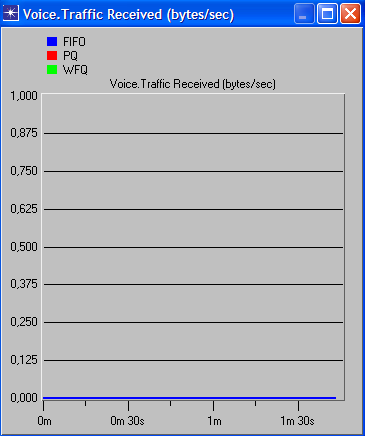 Voice.Traffic Received (bytes/sec)
FIFO
PQ
WFQ
Voice.Traffic Received (bytes/sec)
1,000
0,875
0,750
0,625
0,500
0,375
0,250
0,125
0,000
0m 0m 30s 1m 1m 30s